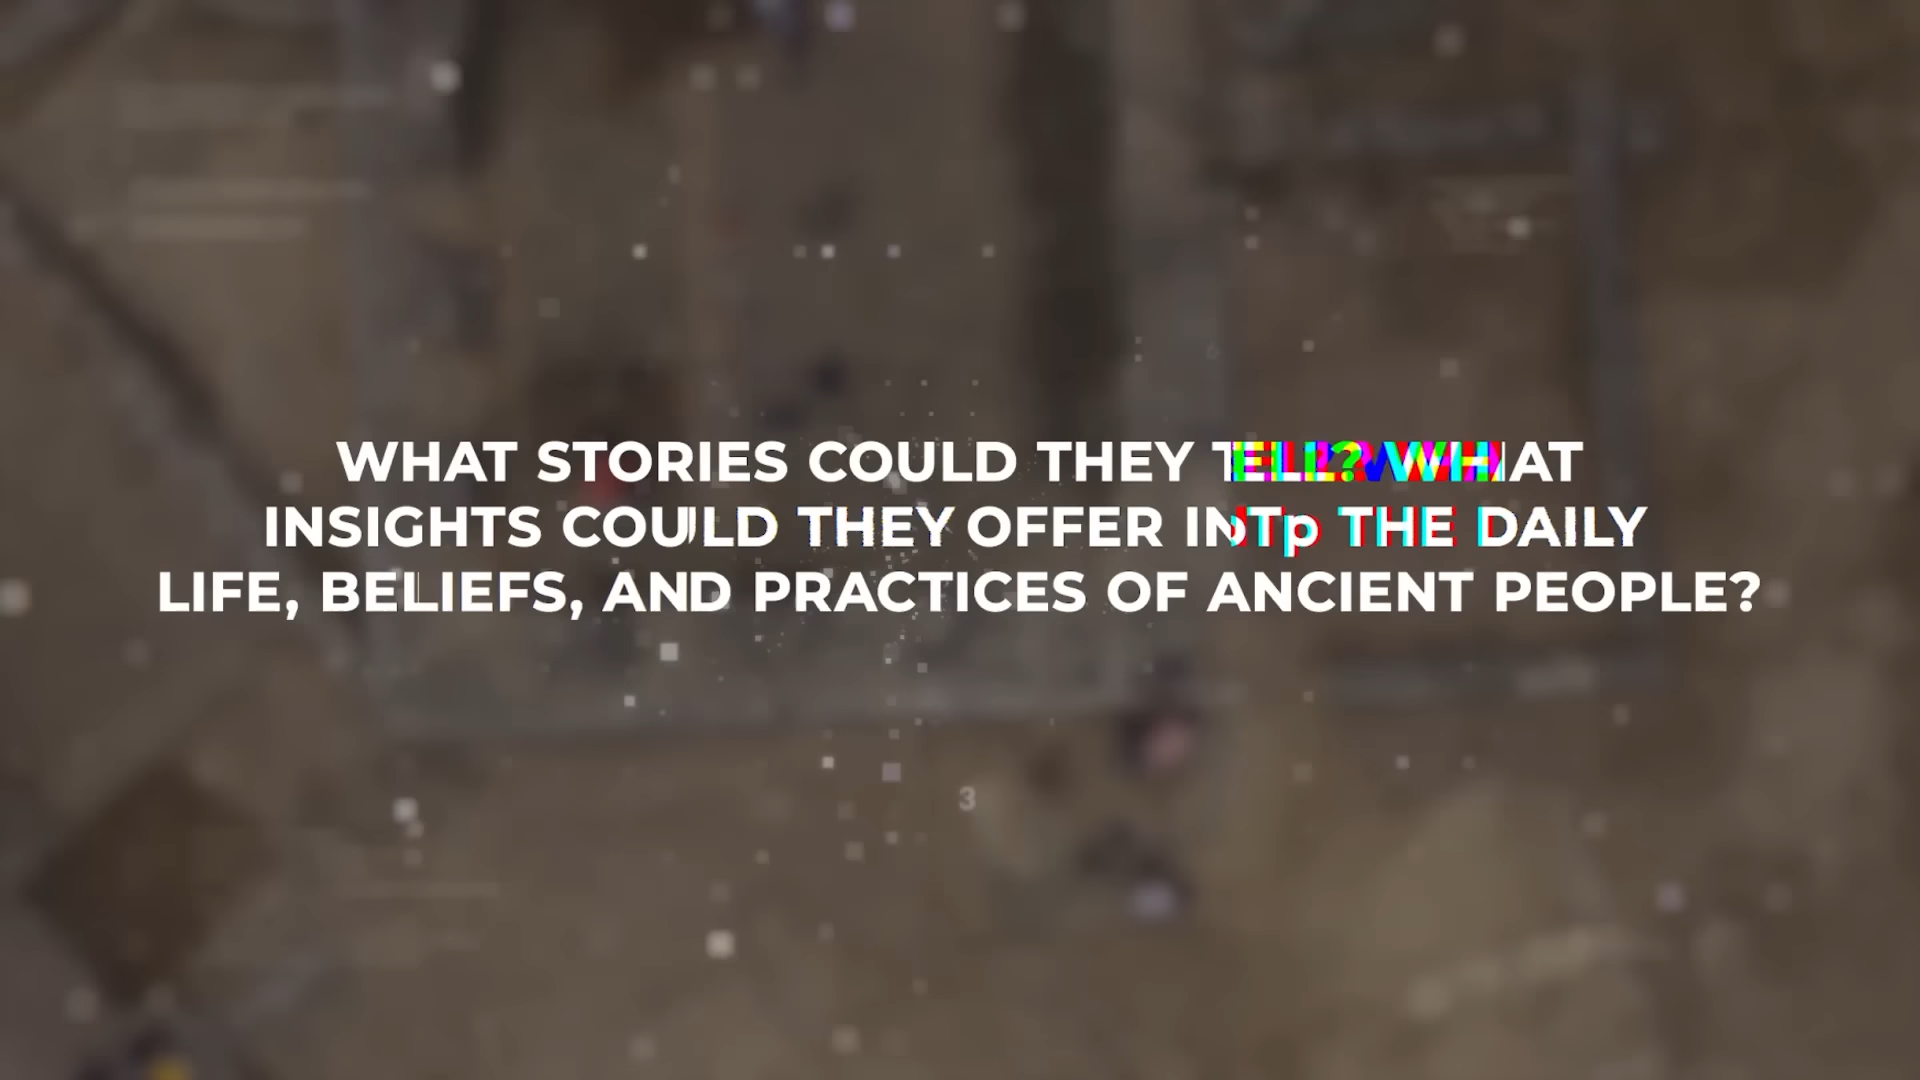 WHAT STORIES COULD THEY TELL? WHAT
INSIGHTS COULD THEY OFFER INTp THE DAILY
LIFE, BELIEFS, AND PRACTICES OF ANCIENT PEOPLE?
3